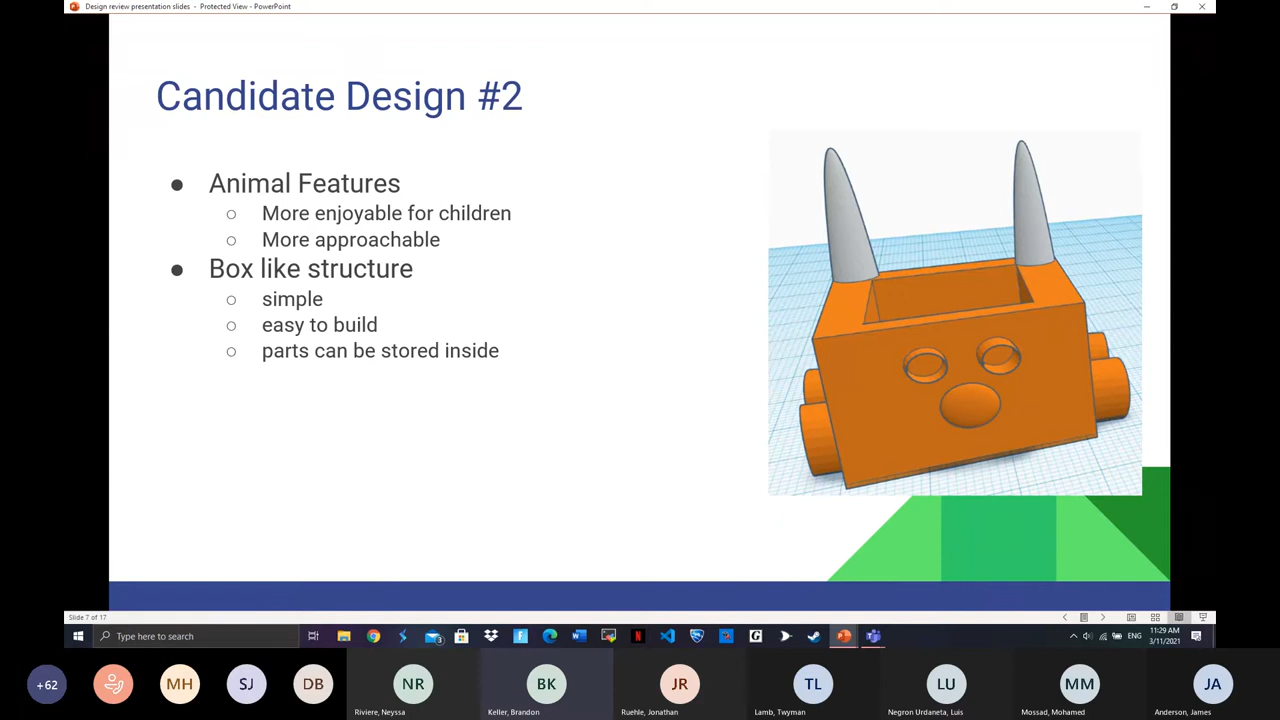 Design review presentation slides - Protected View - PowerPoint
Candidate Design #2
● Animal Features
○ More enjoyable for children
○ More approachable
● Box like structure
○ simple
○ easy to build
○ parts can be stored inside
Slide 7 of 17
Type here to search
3
ENG
11:29 AM
3/11/2021
+62
MH
SJ
DB
NR
Riviere, Neyssa
BK
Keller, Brandon
JR
Ruehle, Jonathan
TL
Lamb, Twyman
LU
Negron Urdaneta, Luis
MM
Mossad, Mohamed
JA
Anderson, James